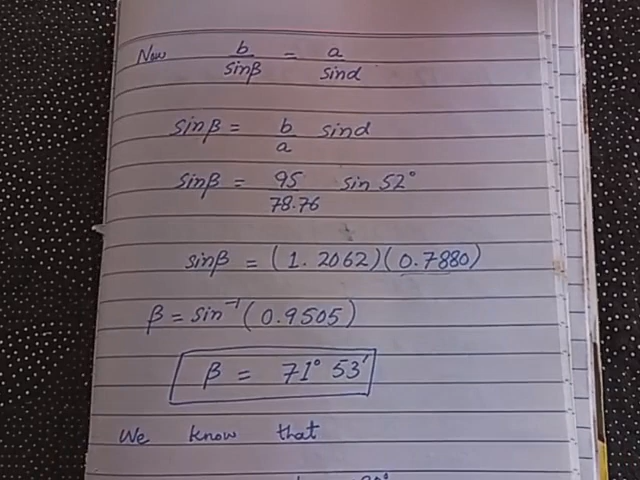 Now b/sinβ = a/sinα
sinβ = b/a sinα
sinβ = 95/78.76 sin 52°
sinβ = (1.2062)(0.7880)
β = sin⁻¹(0.9505)
β = 71° 53'
We know that